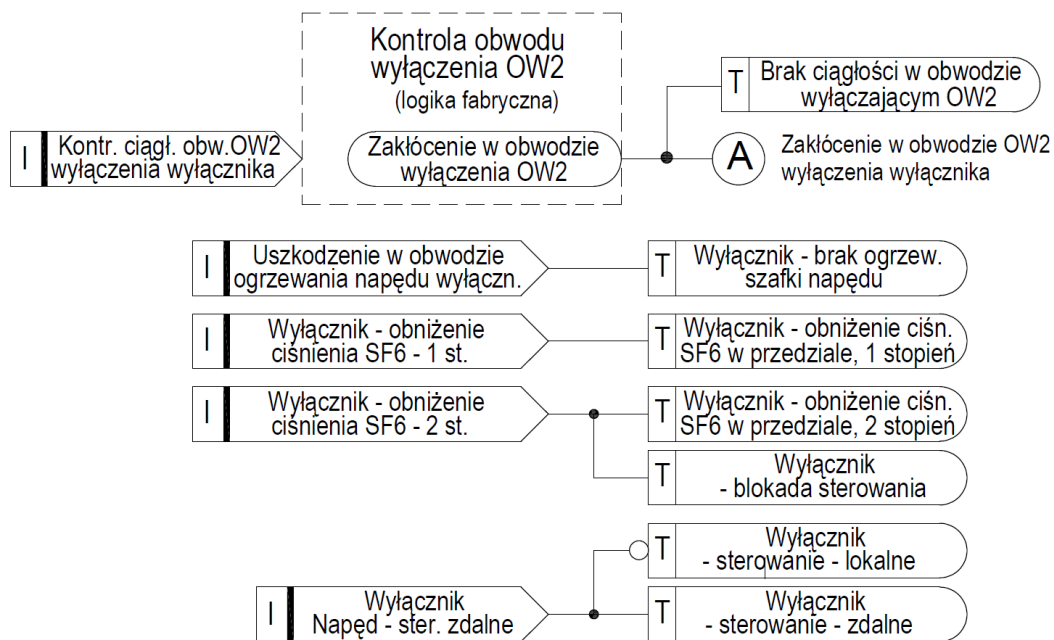 Kontrola obwodu
wyłączenia OW2
(logika fabryczna)
I
Kontr. ciągł. obw.OW2
wyłączenia wyłącznika
Zakłócenie w obwodzie
wyłączenia OW2
T
Brak ciągłości w obwodzie
wyłączającym OW2
A
Zakłócenie w obwodzie OW2
wyłączenia wyłącznika
I
Uszkodzenie w obwodzie
ogrzewania napędu wyłączn.
T
Wyłącznik - brak ogrzew.
szafki napędu
I
Wyłącznik - obniżenie
ciśnienia SF6 - 1 st.
T
Wyłącznik - obniżenie ciśn.
SF6 w przedziale, 1 stopień
I
Wyłącznik - obniżenie
ciśnienia SF6 - 2 st.
T
Wyłącznik - obniżenie ciśn.
SF6 w przedziale, 2 stopień
T
Wyłącznik
- blokada sterowania
T
Wyłącznik
- sterowanie - lokalne
I
Wyłącznik
Napęd - ster. zdalne
T
Wyłącznik
- sterowanie - zdalne